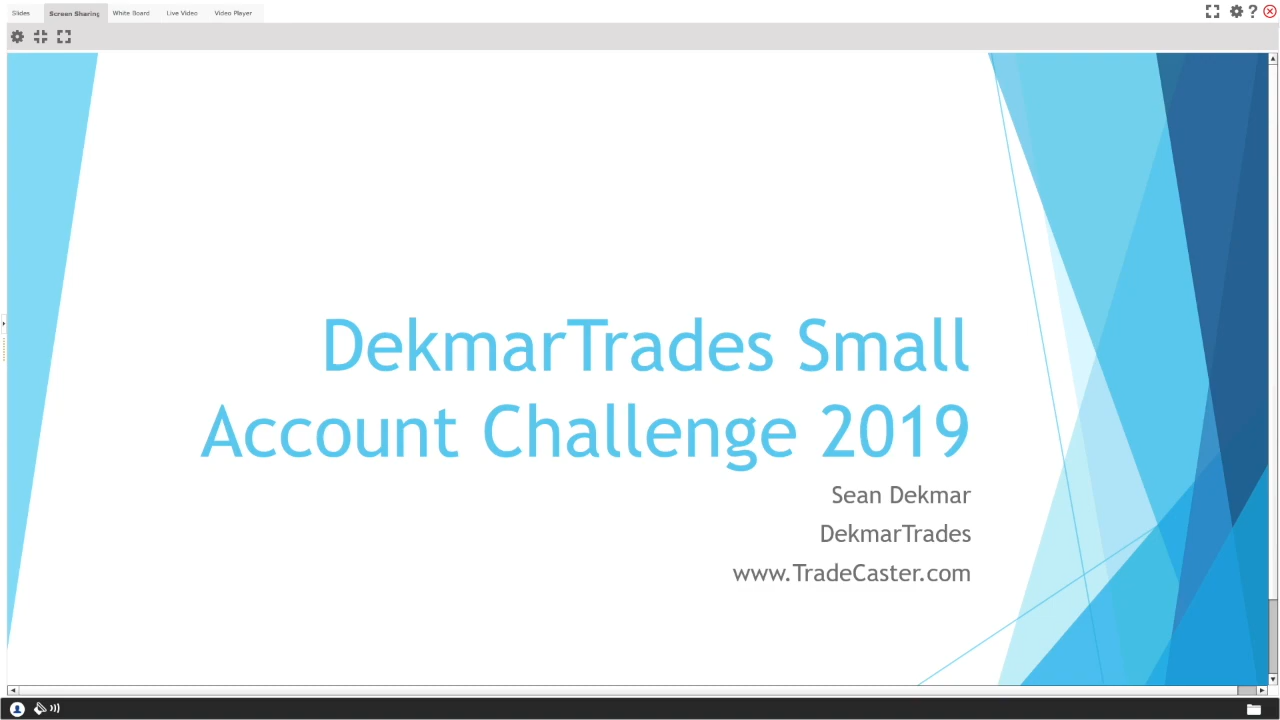 Slides Screen Sharing White Board Live Video Video Player
DekmarTrades Small
Account Challenge 2019
Sean Dekmar
DekmarTrades
www.TradeCaster.com